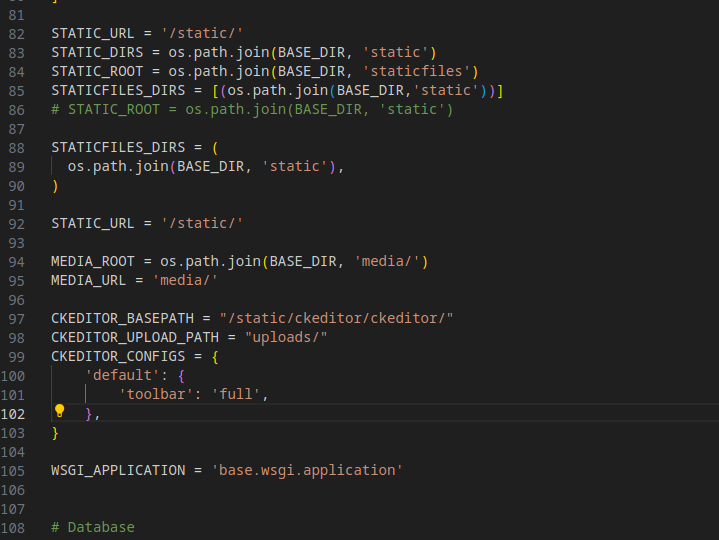 81
82 STATIC_URL = '/static/'
83 STATIC_DIRS = os.path.join(BASE_DIR, 'static')
84 STATIC_ROOT = os.path.join(BASE_DIR, 'staticfiles')
85 STATICFILES_DIRS = [(os.path.join(BASE_DIR,'static'))]
86 # STATIC_ROOT = os.path.join(BASE_DIR, 'static')
87
88 STATICFILES_DIRS = (
89   os.path.join(BASE_DIR, 'static'),
90 )
91
92 STATIC_URL = '/static/'
93
94 MEDIA_ROOT = os.path.join(BASE_DIR, 'media/')
95 MEDIA_URL = 'media/'
96
97 CKEDITOR_BASEPATH = "/static/ckeditor/ckeditor/"
98 CKEDITOR_UPLOAD_PATH = "uploads/"
99 CKEDITOR_CONFIGS = {
100     'default': {
101         'toolbar': 'full',
102     },
103 }
104
105 WSGI_APPLICATION = 'base.wsgi.application'
106
107
108 # Database